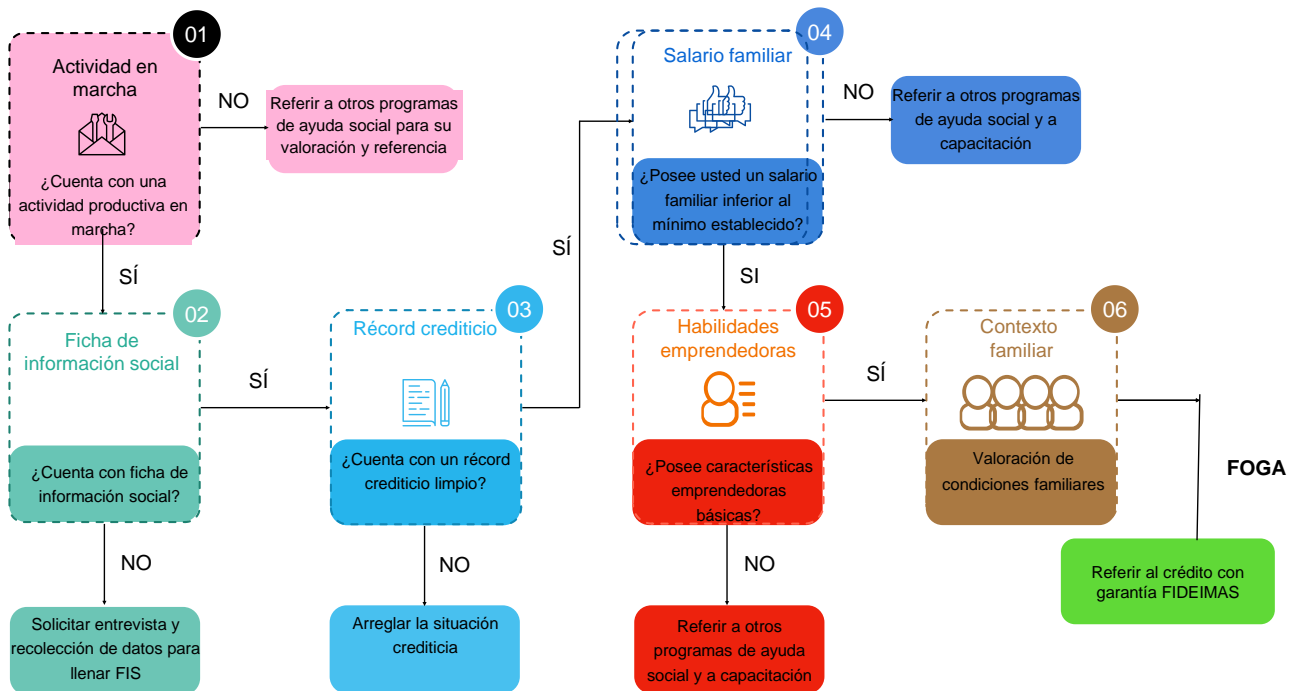 01
Actividad en
marcha
¿Cuenta con una
actividad productiva en
marcha?
NO
Referir a otros programas
de ayuda social para su
valoración y referencia
SÍ
02
Ficha de
información social
¿Cuenta con ficha de
información social?
NO
Solicitar entrevista y
recolección de datos para
llenar FIS
SÍ
03
Récord crediticio
¿Cuenta con un récord
crediticio limpio?
NO
Arreglar la situación
crediticia
SÍ
04
Salario familiar
¿Posee usted un salario
familiar inferior al
mínimo establecido?
NO
Referir a otros programas
de ayuda social y a
capacitación
SI
05
Habilidades
emprendedoras
¿Posee características
emprendedoras
básicas?
NO
Referir a otros
programas de ayuda
social y a capacitación
SÍ
06
Contexto
familiar
Valoración de
condiciones familiares
FOGA
Referir al crédito con
garantía FIDEIMAS